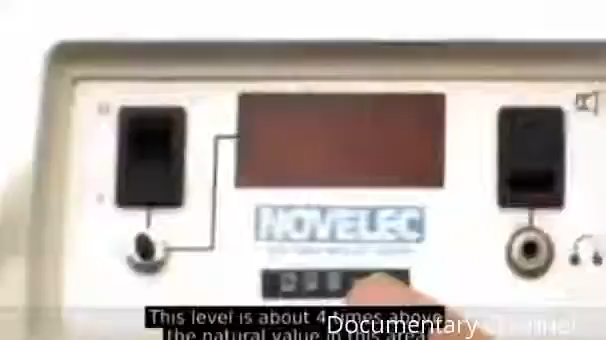 NOVELEC
This level is about 4 times above
the natural value in this area
Documentary Channel